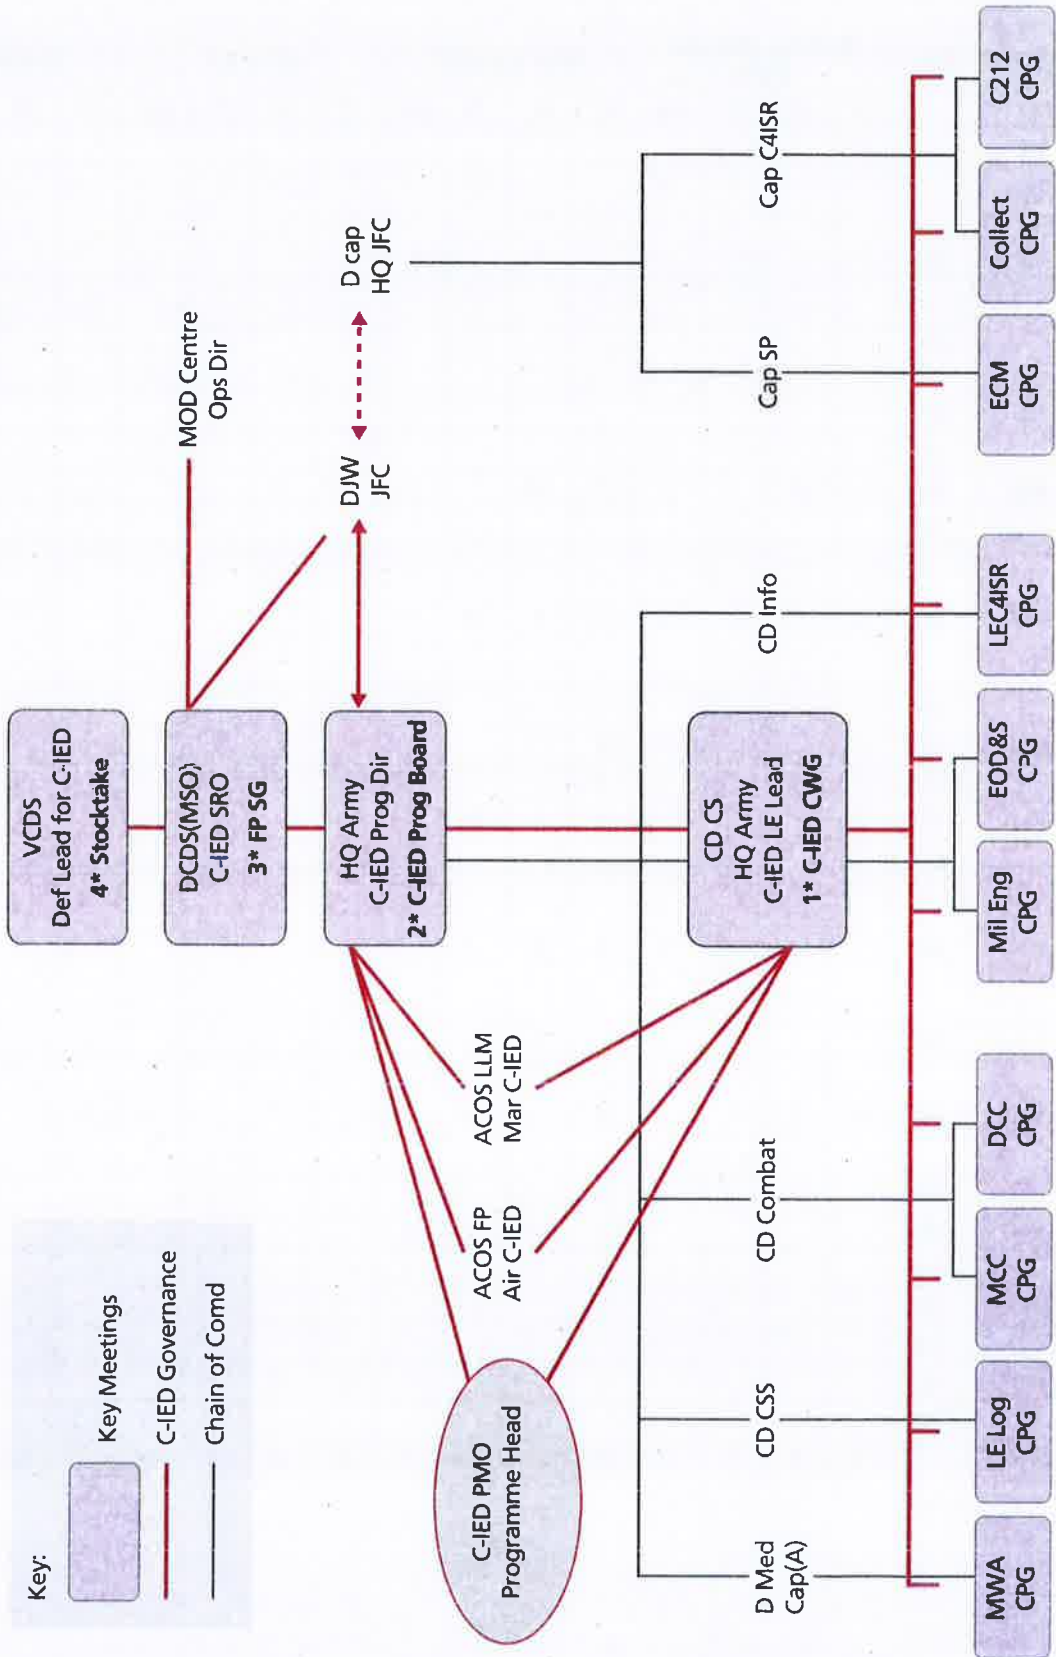 Key:
Key Meetings
C-IED Governance
Chain of Comd
VCDS
Def Lead for C-IED
4* Stocktake
DCDS(MSO)
C-IED SRO
3* FP SG
MOD Centre
Ops Dir
HQ Army
C-IED Prog Dir
2* C-IED Prog Board
DJW
JFC
D cap
HQ JFC
C-IED PMO
Programme Head
ACOS FP
Air C-IED
ACOS LLM
Mar C-IED
CD CS
HQ Army
C-IED LE Lead
1* C-IED CWG
D Med
Cap(A)
CD CSS
CD Combat
CD Info
Cap SP
Cap C4ISR
MWA
CPG
LE Log
CPG
MCC
CPG
DCC
CPG
Mil Eng
CPG
EOD&S
CPG
LEC4ISR
CPG
ECM
CPG
Collect
CPG
C212
CPG